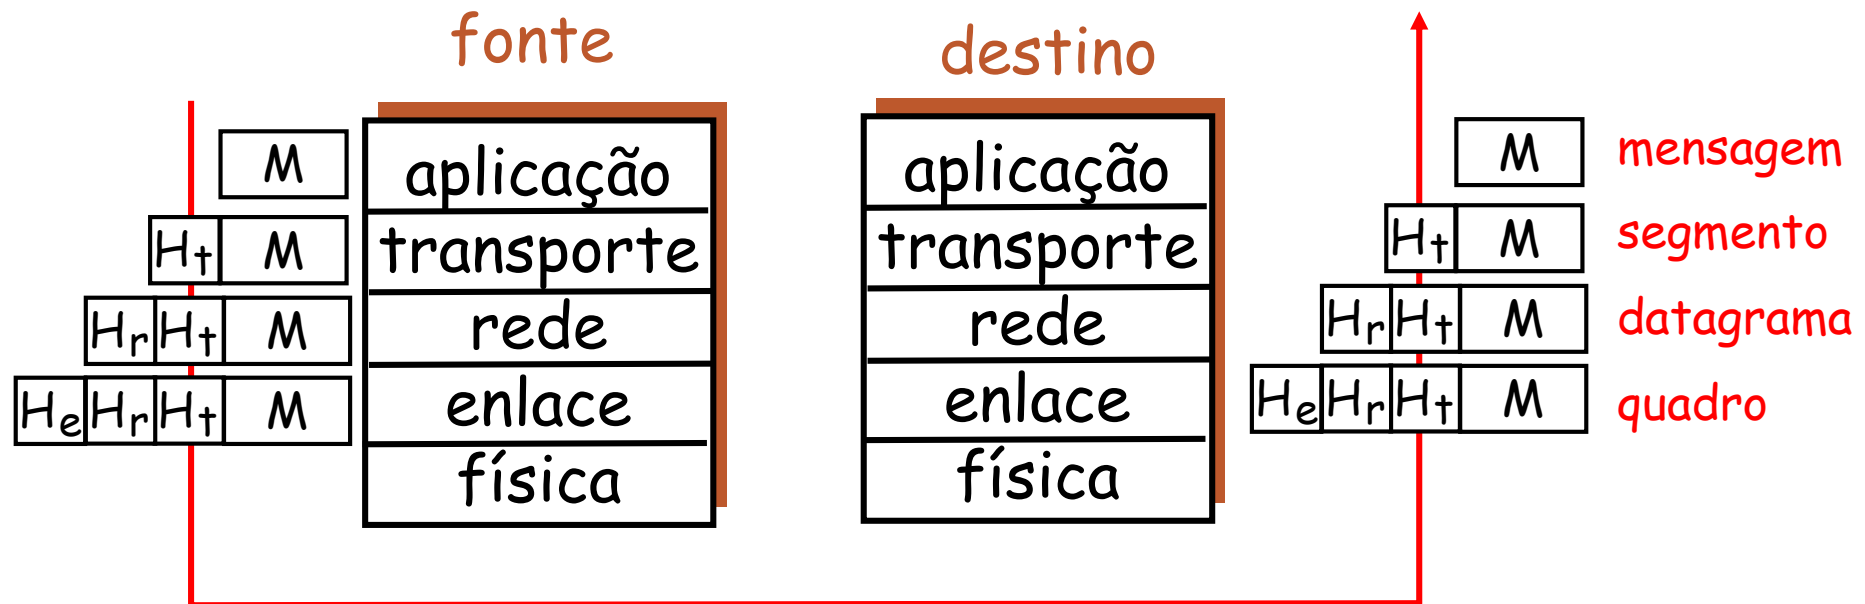 fonte
destino
M
aplicação
aplicação
M
mensagem
Ht
M
transporte
transporte
Ht
M
segmento
Hr
Ht
M
rede
rede
Hr
Ht
M
datagrama
He
Hr
Ht
M
enlace
enlace
He
Hr
Ht
M
quadro
física
física